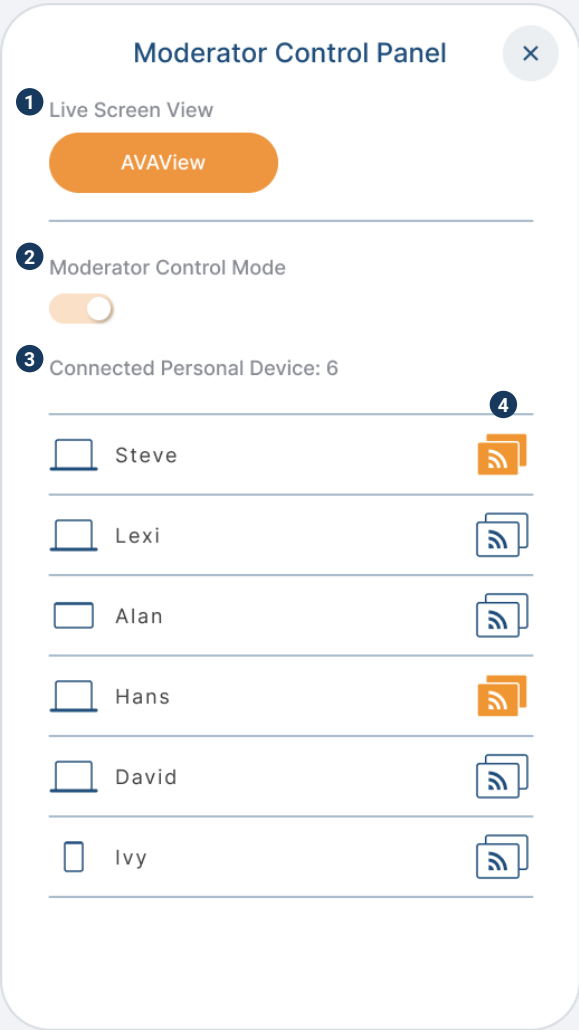 Moderator Control Panel
1
Live Screen View
AVAView
2
Moderator Control Mode
3
Connected Personal Device: 6
4
Steve
Lexi
Alan
Hans
David
Ivy